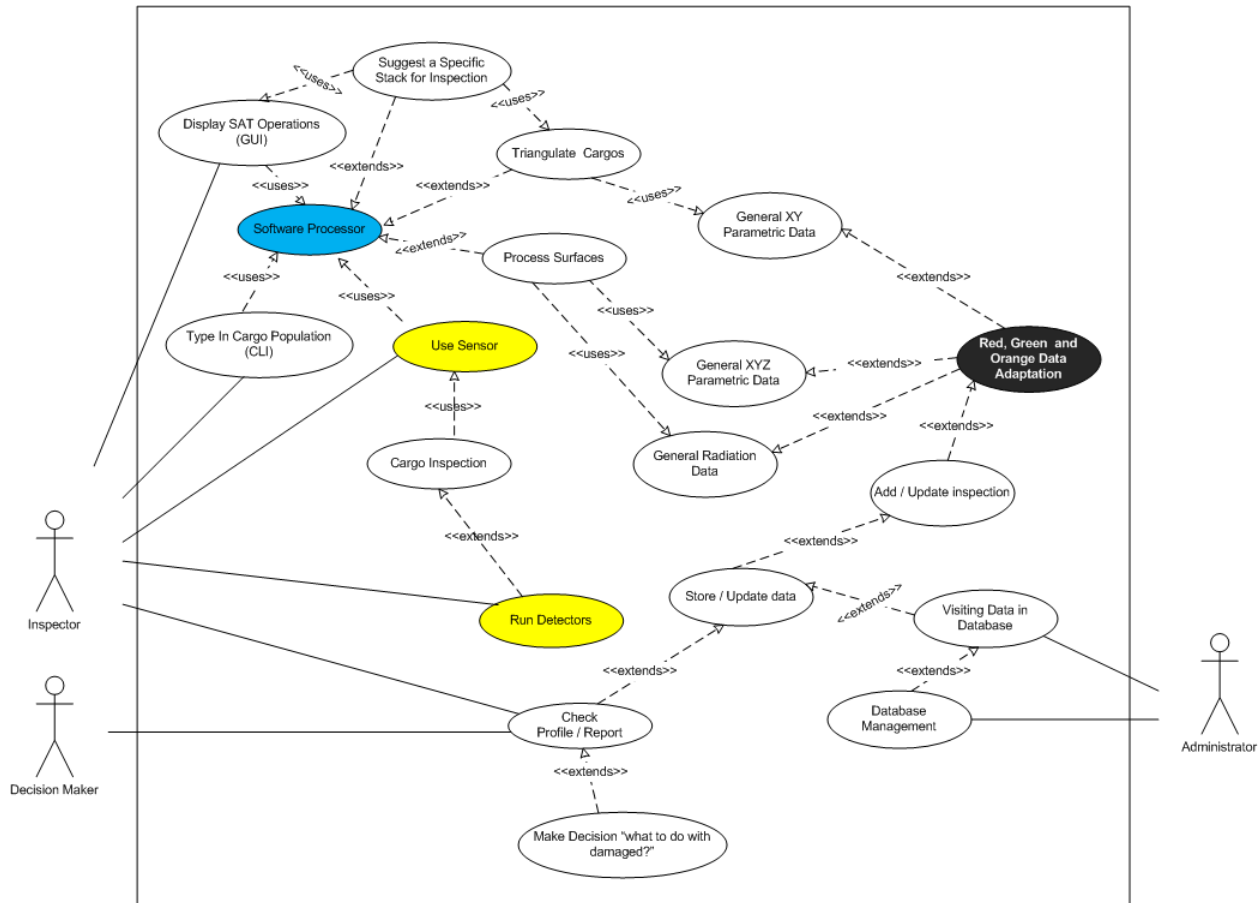 Suggest a Specific
Stack for Inspection
<<uses>>
<<uses>>
Display SAT Operations
(GUI)
Triangulate Cargos
<<extends>>
<<uses>>
<<extends>>
<<uses>>
Software Processor
General XY
Parametric Data
<<extends>>
Process Surfaces
<<uses>>
<<uses>>
<<extends>>
<<uses>>
Type In Cargo Population
(CLI)
Use Sensor
<<uses>>
General XYZ
Parametric Data
<<extends>>
Red, Green and
Orange Data
Adaptation
<<uses>>
<<extends>>
<<extends>>
Cargo Inspection
General Radiation
Data
Add / Update inspection
<<extends>>
<<extends>>
Inspector
Run Detectors
Store / Update data
<<extends>>
Visiting Data in
Database
<<extends>>
<<extends>>
Check
Profile / Report
Database
Management
Administrator
Decision Maker
<<extends>>
Make Decision “what to do with
damaged?”